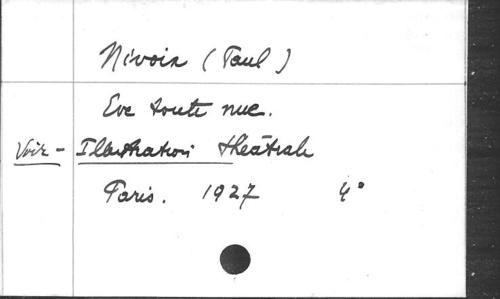 Nivoix (Paul)
Eve toute nue.
Voir - Illustration théâtrale
Paris. 1927 4°